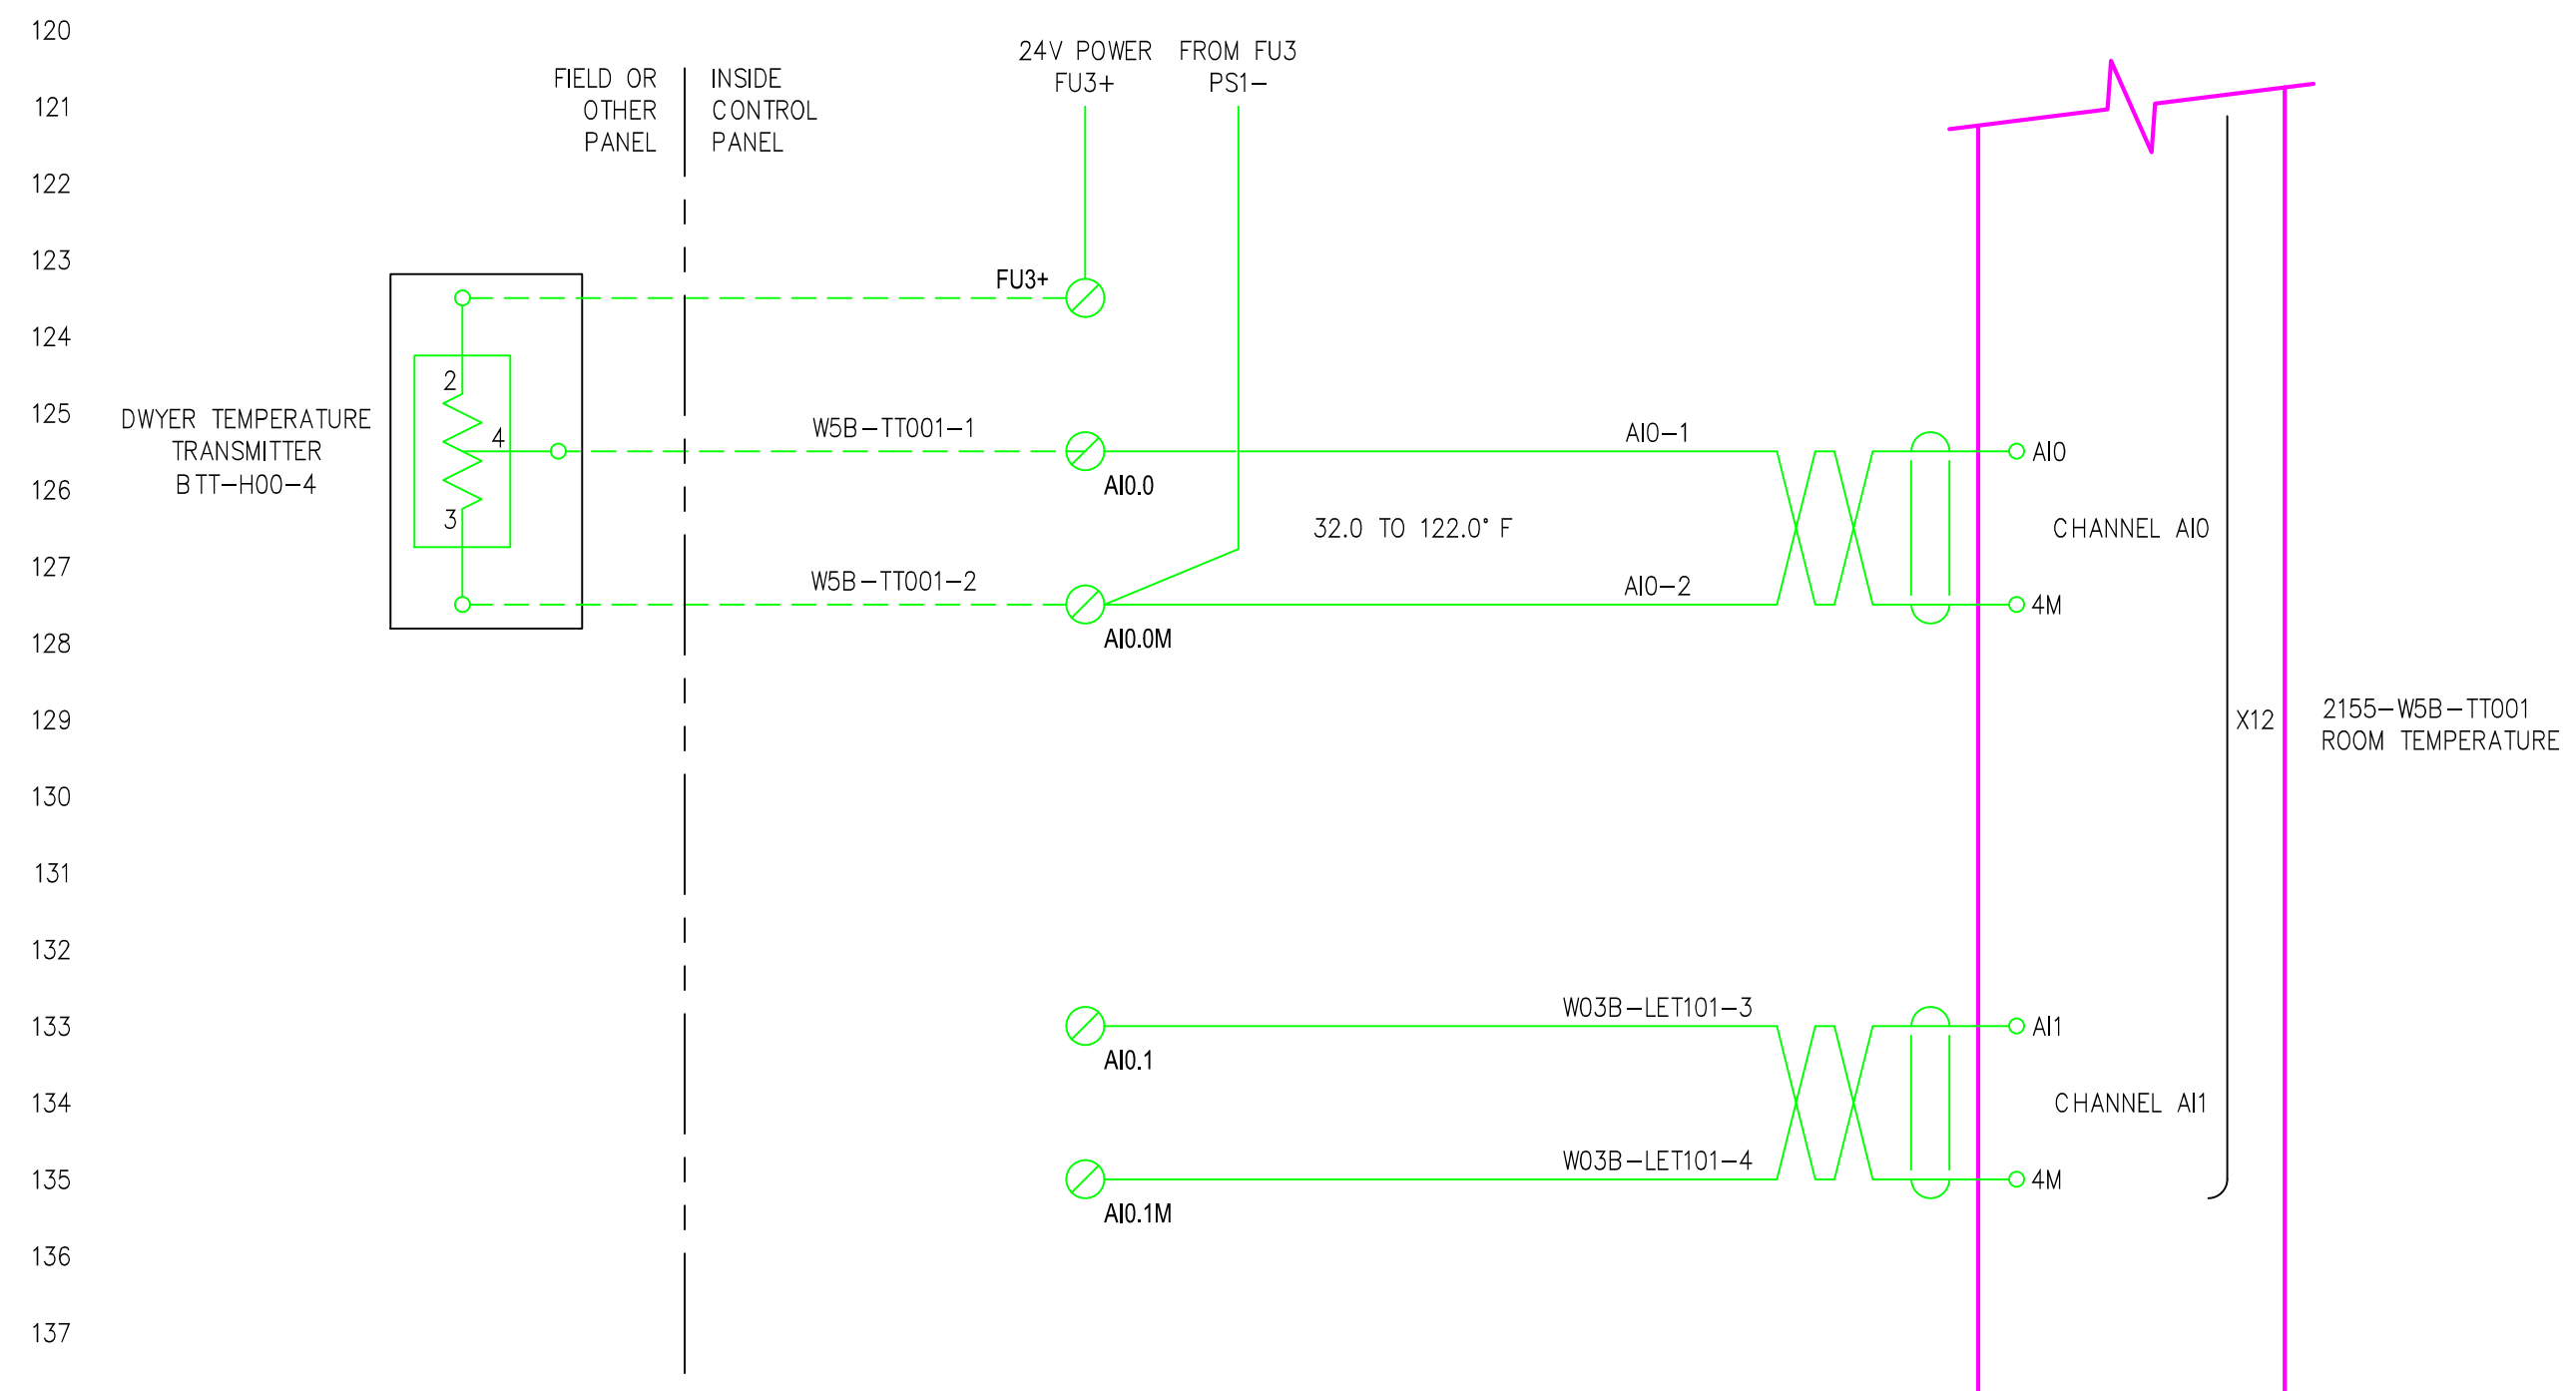 120
24V POWER FROM FU3
FU3+ PS1-
FIELD OR INSIDE
OTHER CONTROL
PANEL PANEL
121
122
123
FU3+
124
2
125
DWYER TEMPERATURE
TRANSMITTER
BTT-H00-4
4
W5B-TT001-1
AI0-1
AI0
126
AI0.0
3
32.0 TO 122.0° F
CHANNEL AI0
127
W5B-TT001-2
AI0-2
4M
128
AI0.0M
129
X12
2155-W5B-TT001
ROOM TEMPERATURE
130
131
132
133
W03B-LET101-3
AI1
AI0.1
134
CHANNEL AI1
135
W03B-LET101-4
4M
AI0.1M
136
137